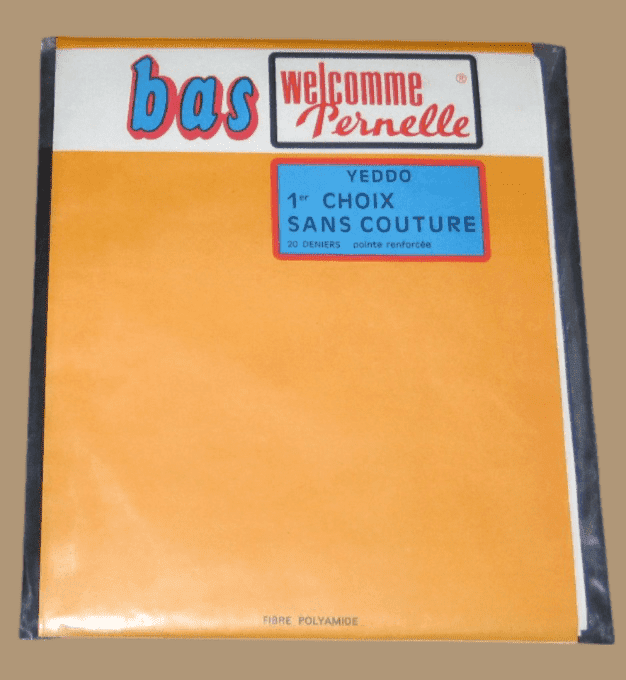 bas
welcomme ®
Pernelle
YEDDO
1er CHOIX
SANS COUTURE
20 DENIERS pointe renforcée
FIBRE POLYAMIDE